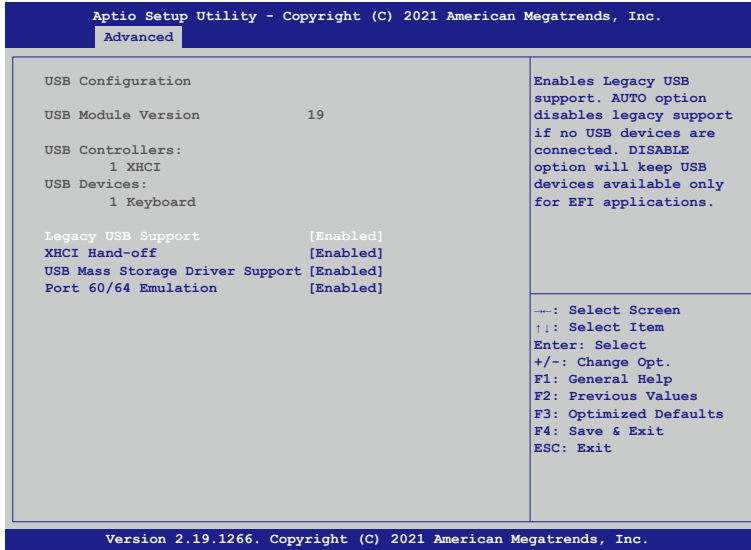 Aptio Setup Utility - Copyright (C) 2021 American Megatrends, Inc.
Advanced
USB Configuration
USB Module Version 19
USB Controllers:
1 XHCI
USB Devices:
1 Keyboard
Legacy USB Support [Enabled]
XHCI Hand-off [Enabled]
USB Mass Storage Driver Support [Enabled]
Port 60/64 Emulation [Enabled]
Enables Legacy USB
support. AUTO option
disables legacy support
if no USB devices are
connected. DISABLE
option will keep USB
devices available only
for EFI applications.
→←: Select Screen
↑↓: Select Item
Enter: Select
+/-: Change Opt.
F1: General Help
F2: Previous Values
F3: Optimized Defaults
F4: Save & Exit
ESC: Exit
Version 2.19.1266. Copyright (C) 2021 American Megatrends, Inc.